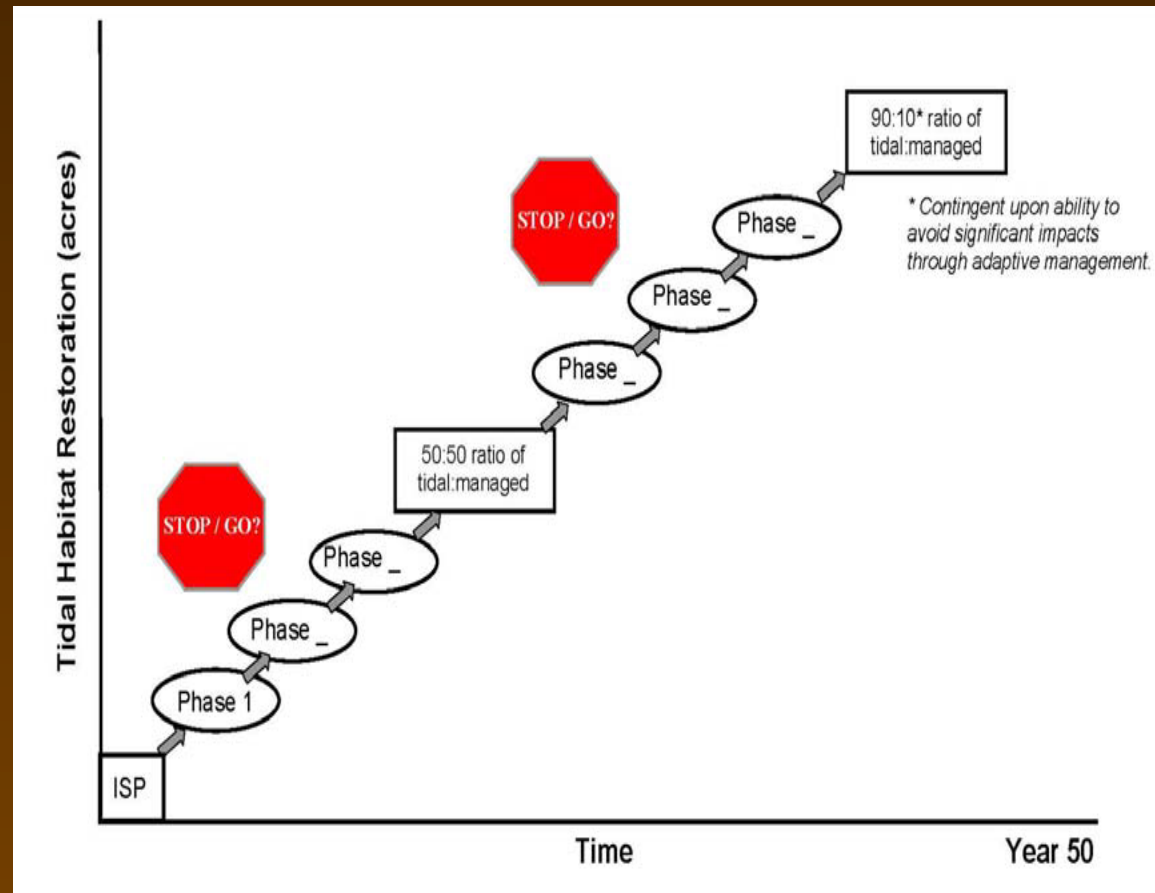 Tidal Habitat Restoration (acres)
90:10* ratio of
tidal:managed
* Contingent upon ability to
avoid significant impacts
through adaptive management.
STOP / GO?
Phase _
Phase _
Phase _
50:50 ratio of
tidal:managed
STOP / GO?
Phase _
Phase _
Phase 1
ISP
Time
Year 50